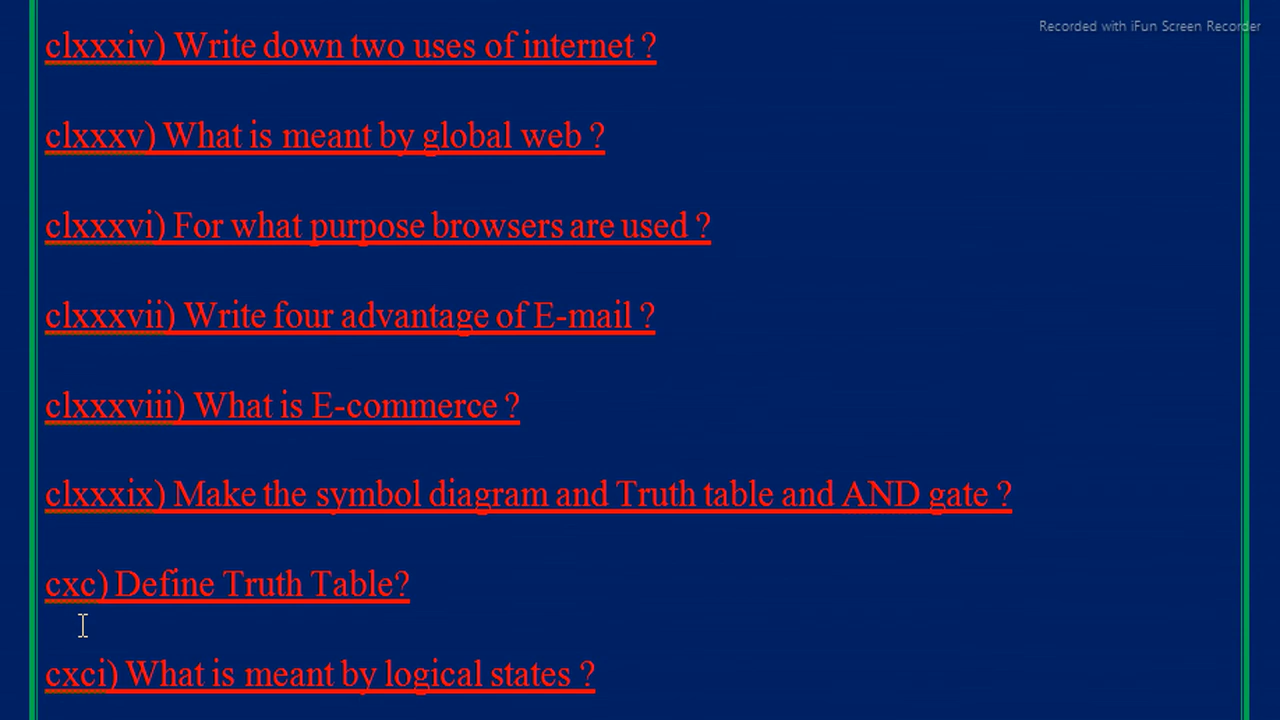 Recorded with iFun Screen Recorder
clxxxiv) Write down two uses of internet ?
clxxxv) What is meant by global web ?
clxxxvi) For what purpose browsers are used ?
clxxxvii) Write four advantage of E-mail ?
clxxxviii) What is E-commerce ?
clxxxix) Make the symbol diagram and Truth table and AND gate ?
cxc) Define Truth Table?
cxci) What is meant by logical states ?